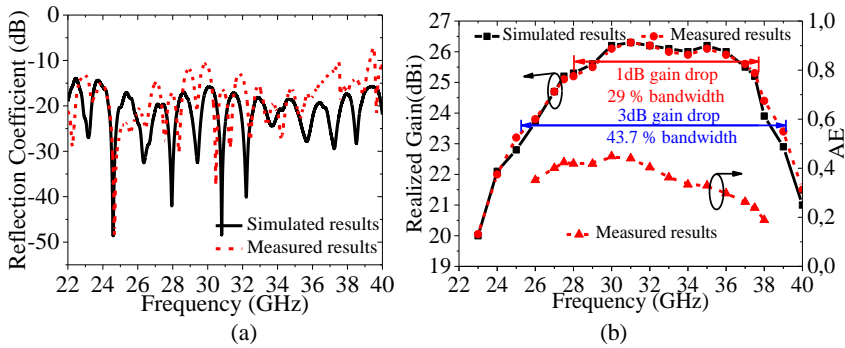 (a)
0
-10
-20
-30
-40
-50
Reflection Coefficient (dB)
Simulated results
Measured results
22 24 26 28 30 32 34 36 38 40
Frequency (GHz)
(a)
(b)
27
26
25
24
23
22
21
20
19
Realized Gain(dBi)
Simulated results Measured results
1dB gain drop
29 % bandwidth
3dB gain drop
43.7 % bandwidth
Measured results
1,0
0,8
0,6
0,4
0,2
0,0
AE
22 24 26 28 30 32 34 36 38 40
Frequency (GHz)
(b)